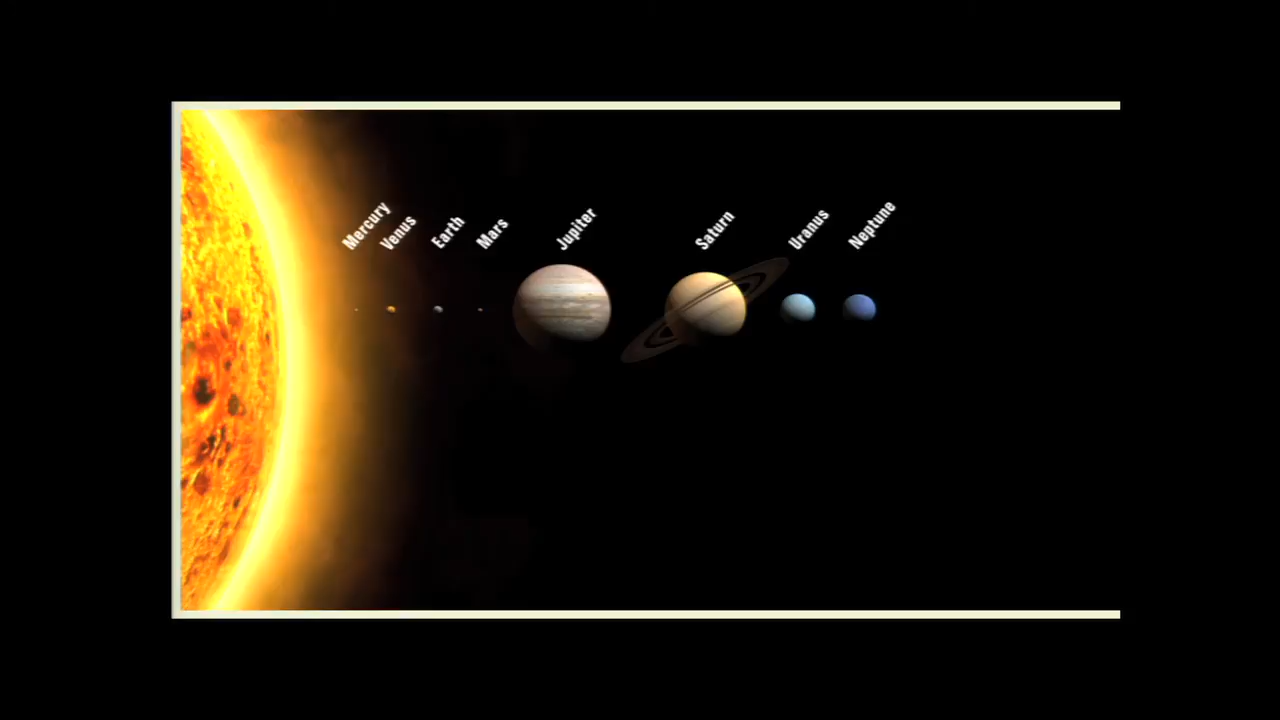 Mercury
Venus
Earth
Mars
Jupiter
Saturn
Uranus
Neptune